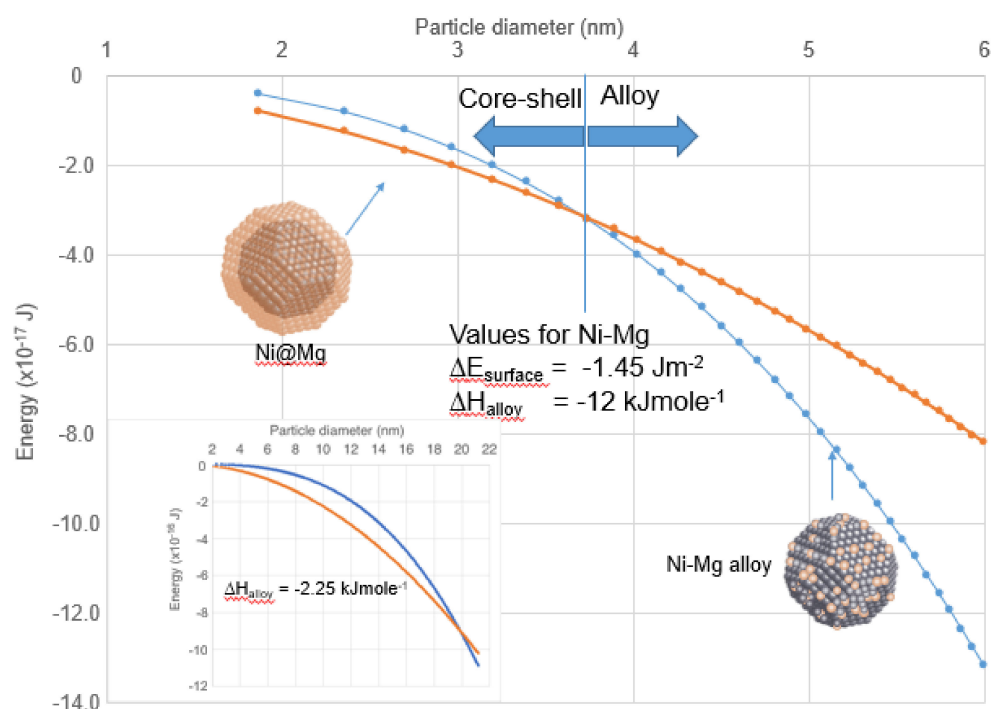 Particle diameter (nm)
1 2 3 4 5 6
0
-2.0
-4.0
-6.0
-8.0
-10.0
-12.0
-14.0
Energy (x10⁻¹⁷ J)
Core-shell Alloy
Ni@Mg
Values for Ni-Mg
ΔE_surface = -1.45 Jm⁻²
ΔH_alloy = -12 kJmole⁻¹
Particle diameter (nm)
2 4 6 8 10 12 14 16 18 20 22
0
-2
-4
-6
-8
-10
-12
Energy (x10⁻¹⁶ J)
ΔH_alloy = -2.25 kJmole⁻¹
Ni-Mg alloy